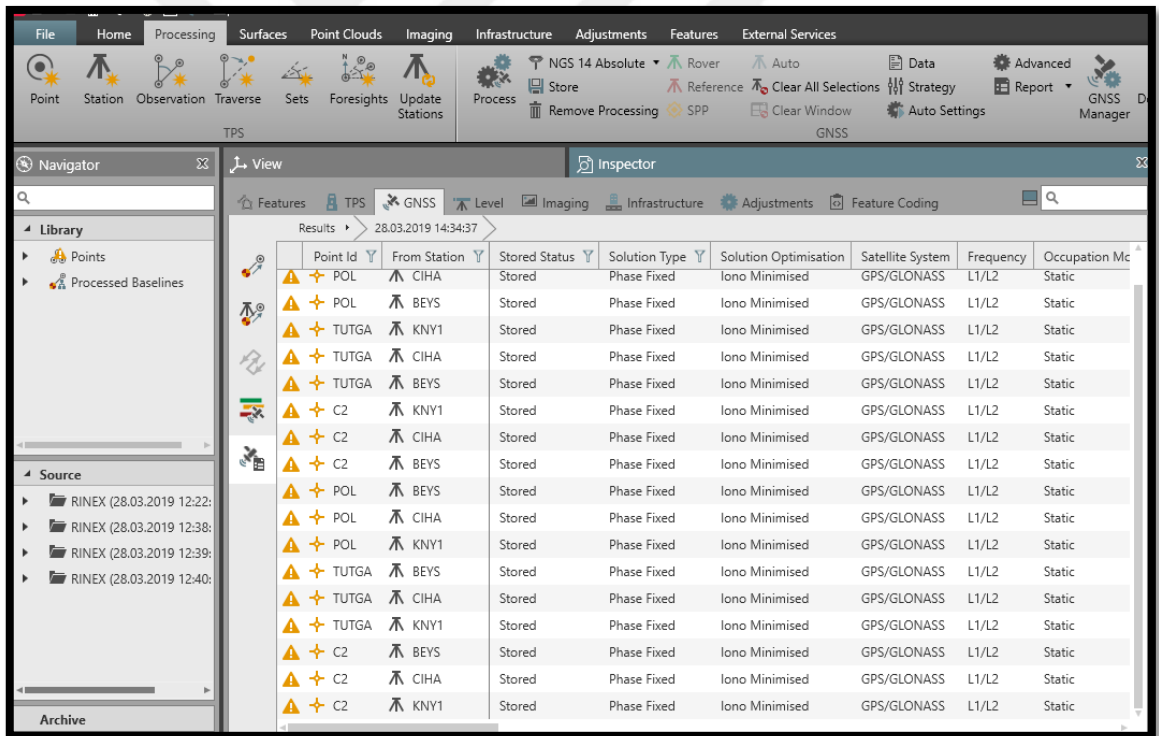 File Home Processing Surfaces Point Clouds Imaging Infrastructure Adjustments Features External Services
Point Station Observation Traverse Sets Foresights Update Stations
TPS
Process NGS 14 Absolute Rover Auto Data Advanced
Store Reference Clear All Selections Strategy Report
Remove Processing SPP Clear Window Auto Settings
GNSS Manager
GNSS
Navigator
Library
Points
Processed Baselines
Source
RINEX (28.03.2019 12:22:
RINEX (28.03.2019 12:38:
RINEX (28.03.2019 12:39:
RINEX (28.03.2019 12:40:
Archive
View Inspector
Features TPS GNSS Level Imaging Infrastructure Adjustments Feature Coding
Results 28.03.2019 14:34:37
Point Id From Station Stored Status Solution Type Solution Optimisation Satellite System Frequency Occupation Mo
POL CIHA Stored Phase Fixed Iono Minimised GPS/GLONASS L1/L2 Static
POL BEYS Stored Phase Fixed Iono Minimised GPS/GLONASS L1/L2 Static
TUTGA KNY1 Stored Phase Fixed Iono Minimised GPS/GLONASS L1/L2 Static
TUTGA CIHA Stored Phase Fixed Iono Minimised GPS/GLONASS L1/L2 Static
TUTGA BEYS Stored Phase Fixed Iono Minimised GPS/GLONASS L1/L2 Static
C2 KNY1 Stored Phase Fixed Iono Minimised GPS/GLONASS L1/L2 Static
C2 CIHA Stored Phase Fixed Iono Minimised GPS/GLONASS L1/L2 Static
C2 BEYS Stored Phase Fixed Iono Minimised GPS/GLONASS L1/L2 Static
POL BEYS Stored Phase Fixed Iono Minimised GPS/GLONASS L1/L2 Static
POL CIHA Stored Phase Fixed Iono Minimised GPS/GLONASS L1/L2 Static
POL KNY1 Stored Phase Fixed Iono Minimised GPS/GLONASS L1/L2 Static
TUTGA BEYS Stored Phase Fixed Iono Minimised GPS/GLONASS L1/L2 Static
TUTGA CIHA Stored Phase Fixed Iono Minimised GPS/GLONASS L1/L2 Static
TUTGA KNY1 Stored Phase Fixed Iono Minimised GPS/GLONASS L1/L2 Static
C2 BEYS Stored Phase Fixed Iono Minimised GPS/GLONASS L1/L2 Static
C2 CIHA Stored Phase Fixed Iono Minimised GPS/GLONASS L1/L2 Static
C2 KNY1 Stored Phase Fixed Iono Minimised GPS/GLONASS L1/L2 Static